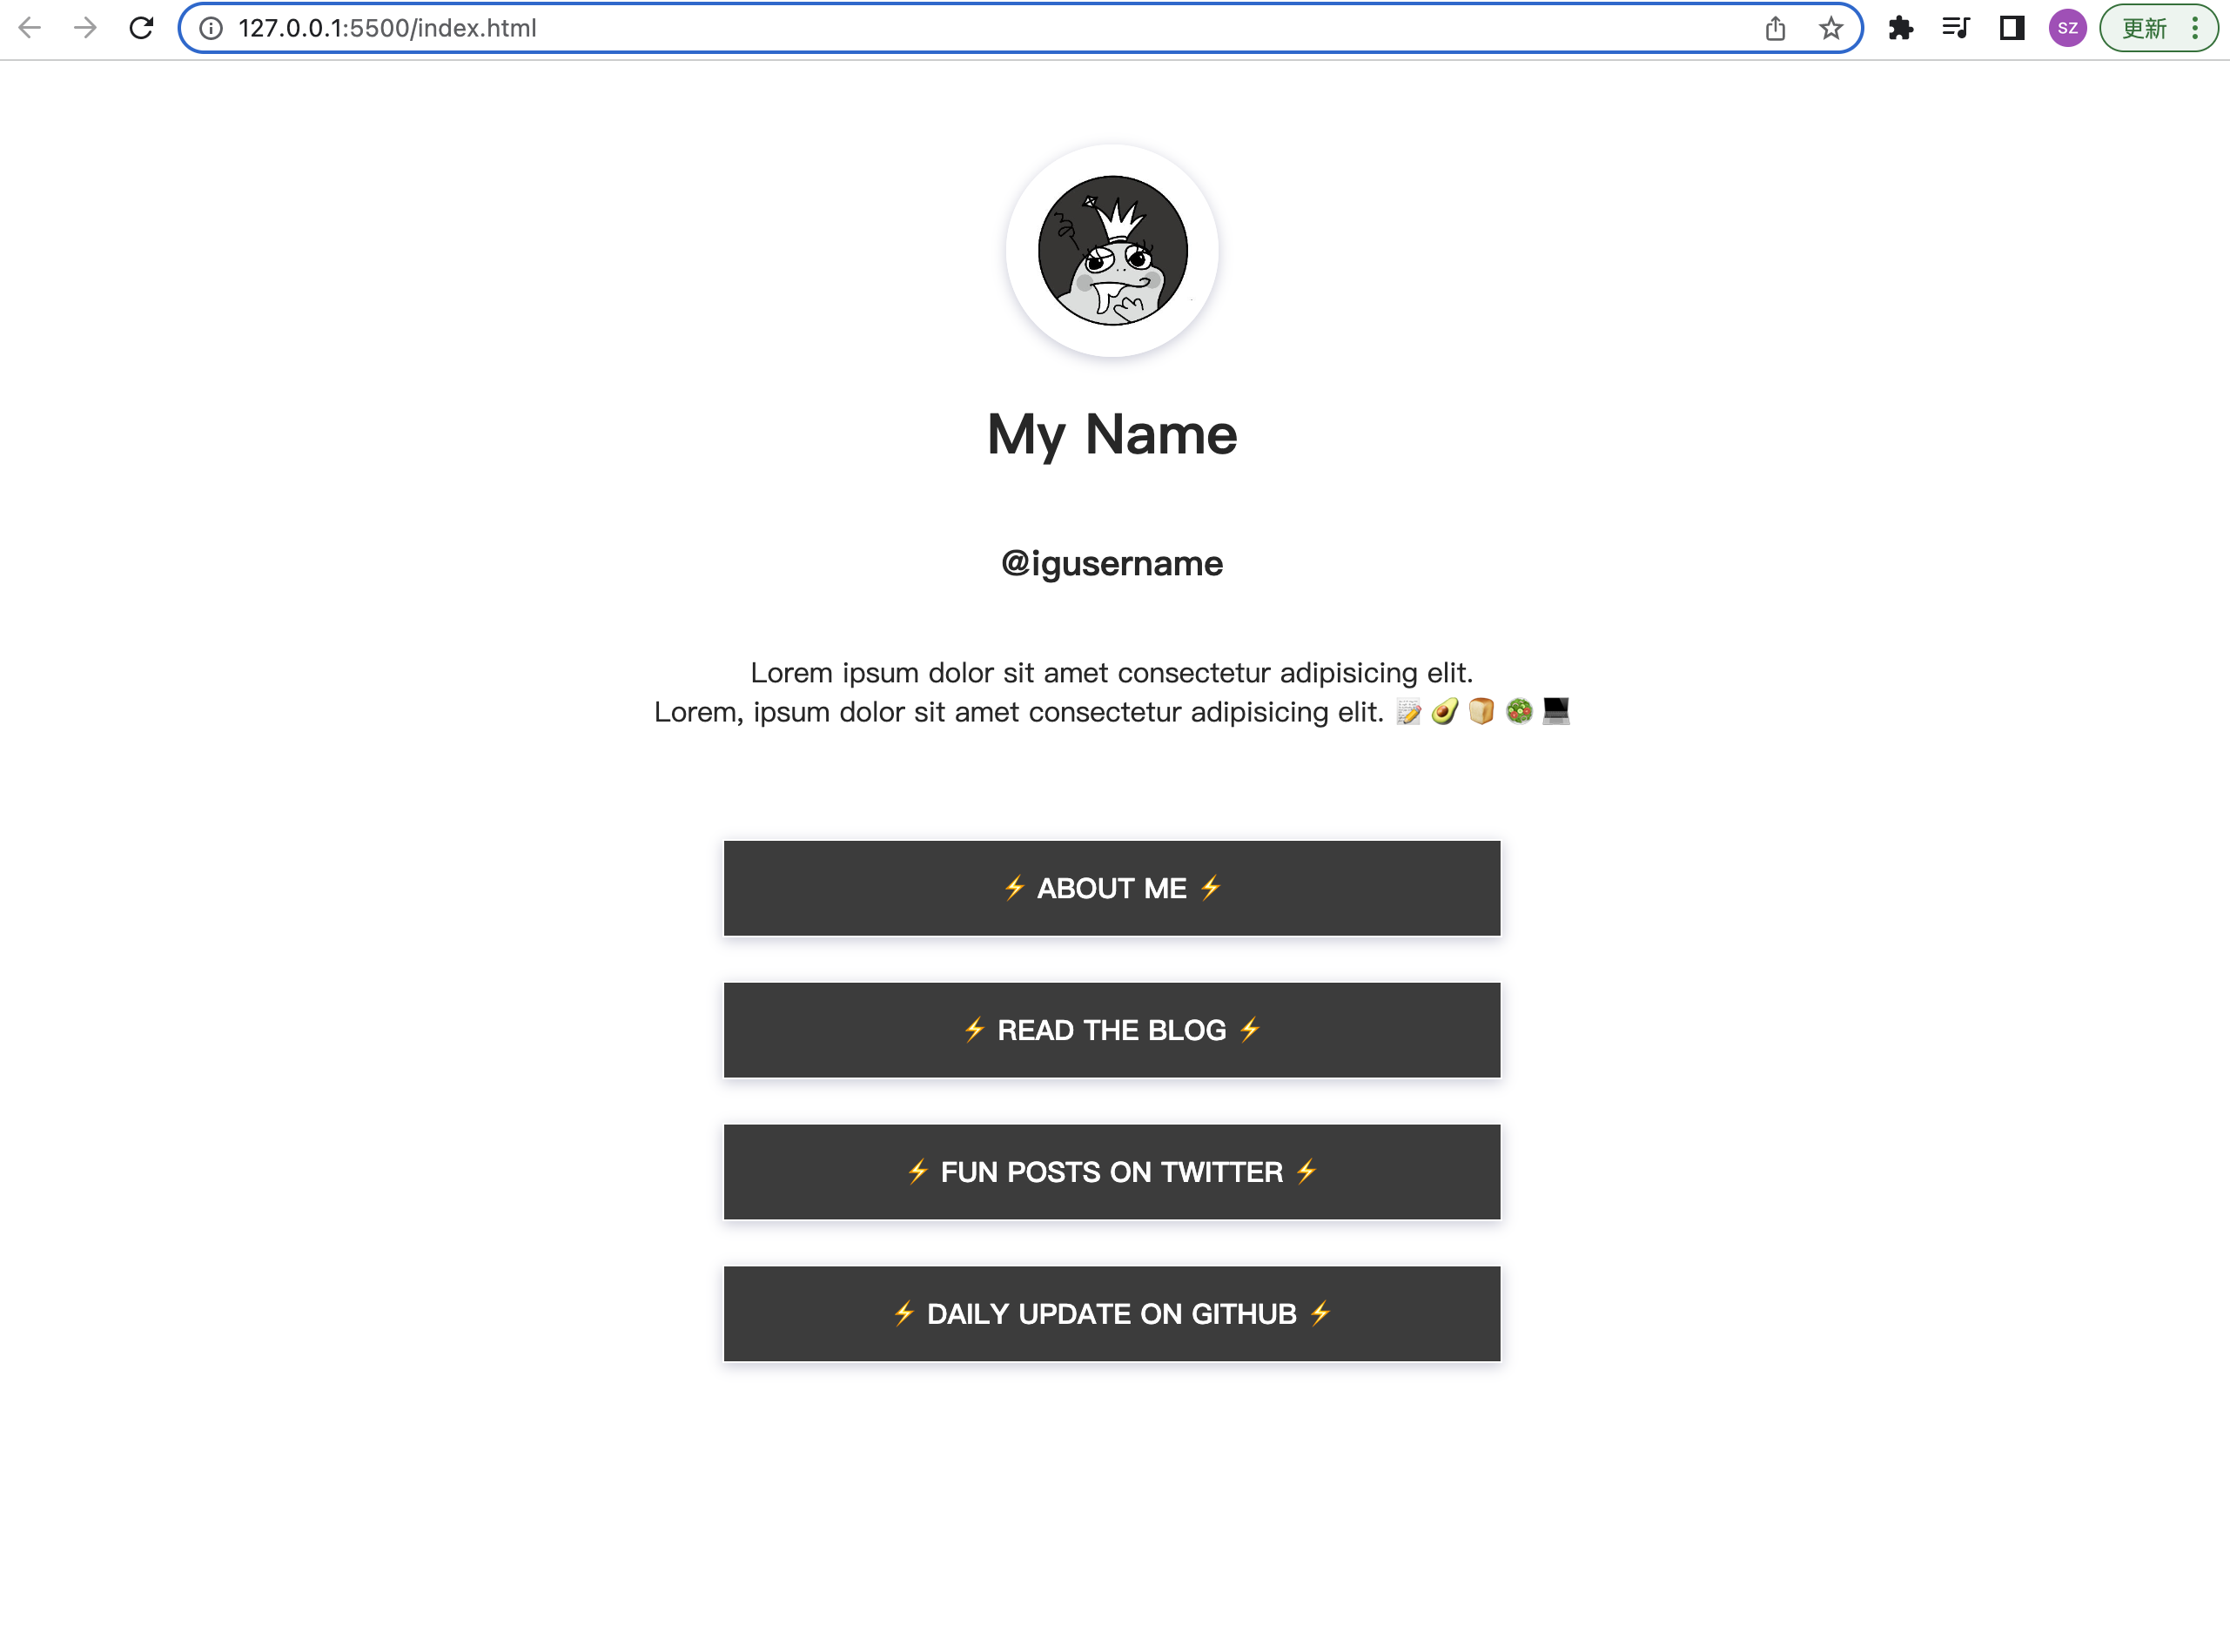 127.0.0.1:5500/index.html
SZ
更新
My Name
@igusername
Lorem ipsum dolor sit amet consectetur adipisicing elit.
Lorem, ipsum dolor sit amet consectetur adipisicing elit. 📝 🥑 🍞 🥗 💻
⚡ ABOUT ME ⚡
⚡ READ THE BLOG ⚡
⚡ FUN POSTS ON TWITTER ⚡
⚡ DAILY UPDATE ON GITHUB ⚡